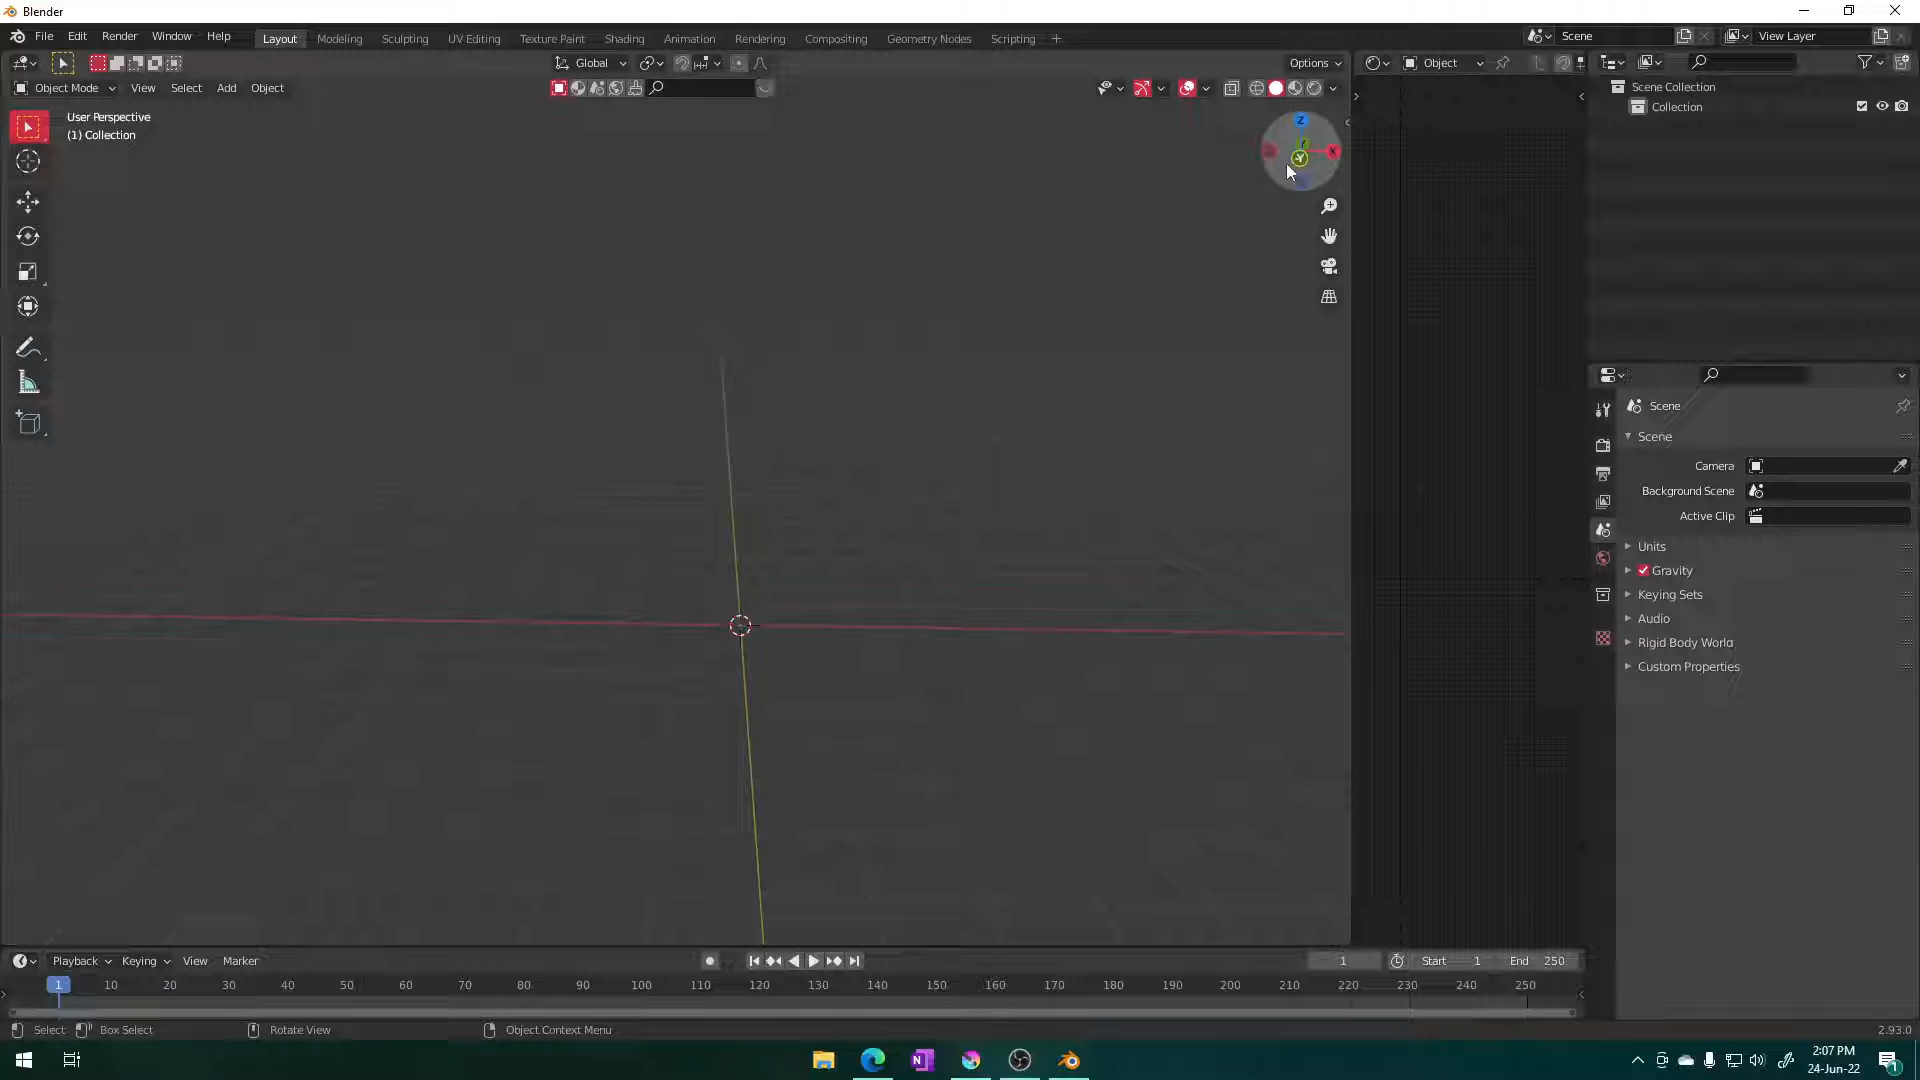 Blender
File Edit Render Window Help
Layout Modeling Sculpting UV Editing Texture Paint Shading Animation Rendering Compositing Geometry Nodes Scripting
Scene
View Layer
Global
Options
Object
Object Mode View Select Add Object
User Perspective
(1) Collection
Z
Y
-Y
X
Scene Collection
Collection
Scene
Scene
Camera
Background Scene
Active Clip
Units
Gravity
Keying Sets
Audio
Rigid Body World
Custom Properties
Playback Keying View Marker
1
Start 1
End 250
1 10 20 30 40 50 60 70 80 90 100 110 120 130 140 150 160 170 180 190 200 210 220 230 240 250
Select
Box Select
Rotate View
Object Context Menu
2.93.0
N
2:07 PM
24-Jun-22
1